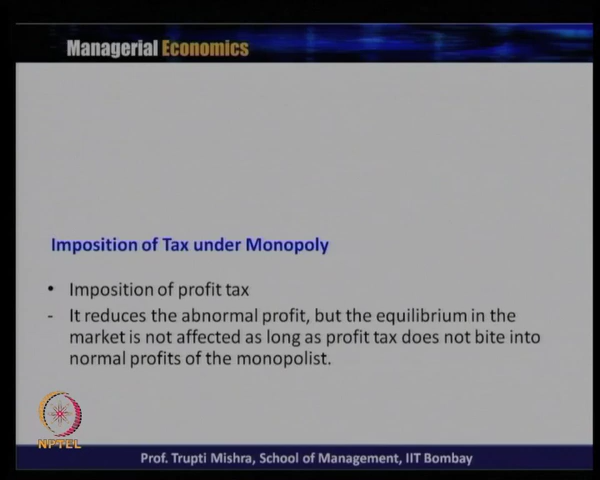 Managerial Economics
Imposition of Tax under Monopoly
• Imposition of profit tax
- It reduces the abnormal profit, but the equilibrium in the
market is not affected as long as profit tax does not bite into
normal profits of the monopolist.
NPTEL
Prof. Trupti Mishra, School of Management, IIT Bombay